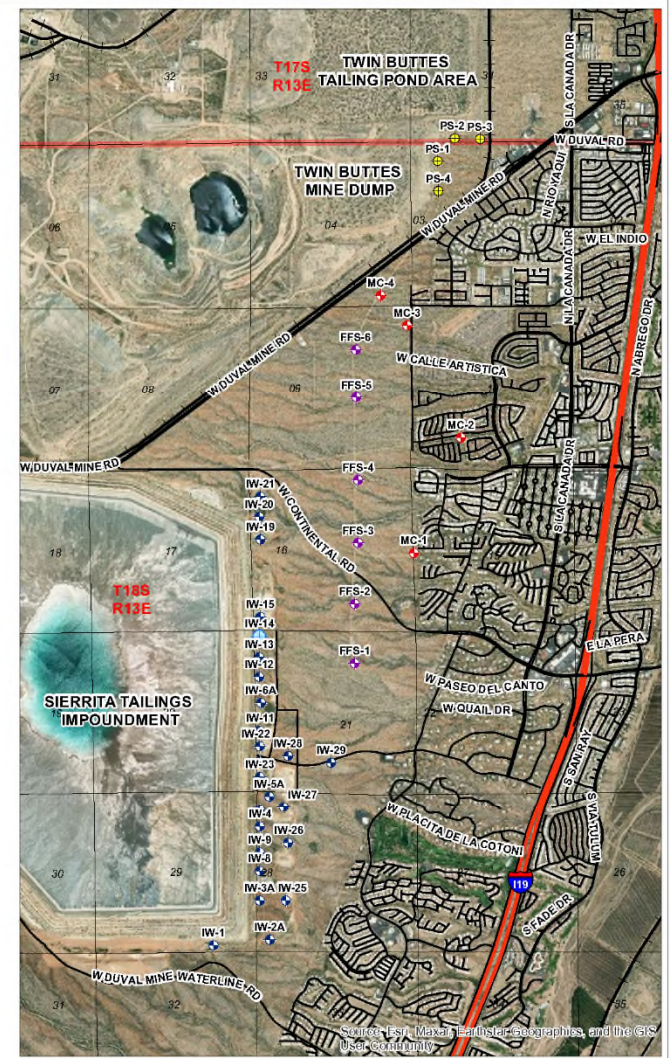 31
32
33
T17S
R13E
TWIN BUTTES
TAILING POND AREA
35
S LA CANADA DR
PS-2 PS-3
W DUVAL RD
PS-1
TWIN BUTTES
MINE DUMP
PS-4
N RIO YAQUI
04
03
W DUVAL MINE RD
W EL INDIO
N LA CANADA DR
N ABREGO DR
MC-4
MC-3
FFS-6
W CALLE ARTISTICA
W DUVAL MINE RD
07
08
09
FFS-5
MC-2
W DUVAL MINE RD
FFS-4
S LA CANADA DR
IW-21
IW-20
IW-19
W CONTINENTAL RD
FFS-3
MC-1
18
17
16
T18S
R13E
IW-15
IW-14
FFS-2
IW-13
IW-12
FFS-1
E LA PERA
W PASEO DEL CANTO
SIERRITA TAILINGS
IMPOUNDMENT
IW-6A
W QUAIL DR
IW-11
21
IW-22
IW-28
IW-29
S SAN RAY
IW-23
IW-5A
IW-27
S VIA TULUM
IW-4
IW-26
W PLACITA DE LA COTONI
IW-9
IW-8
30
29
28
26
I19
IW-3A
IW-25
S FADE DR
IW-1
IW-2A
W DUVAL MINE WATERLINE RD
31
32
33
35
Source: Esri, Maxar, Earthstar Geographics, and the GIS
User Community